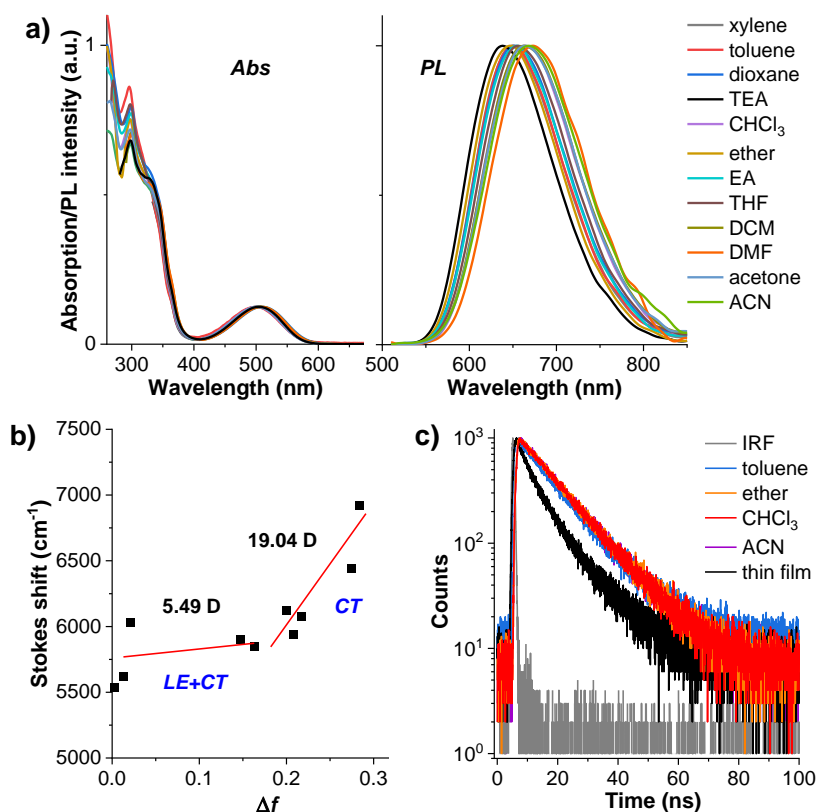 a)
Abs
PL
Absorption/PL intensity (a.u.)
1
0
300 400 500 600
500 600 700 800
Wavelength (nm)
Wavelength (nm)
xylene
toluene
dioxane
TEA
CHCl3
ether
EA
THF
DCM
DMF
acetone
ACN
b)
Stokes shift (cm⁻¹)
7500
7000
6500
6000
5500
5000
0.0 0.1 0.2 0.3
Δf
19.04 D
5.49 D
CT
LE+CT
c)
Counts
10³
10²
10¹
10⁰
0 20 40 60 80 100
Time (ns)
IRF
toluene
ether
CHCl3
ACN
thin film